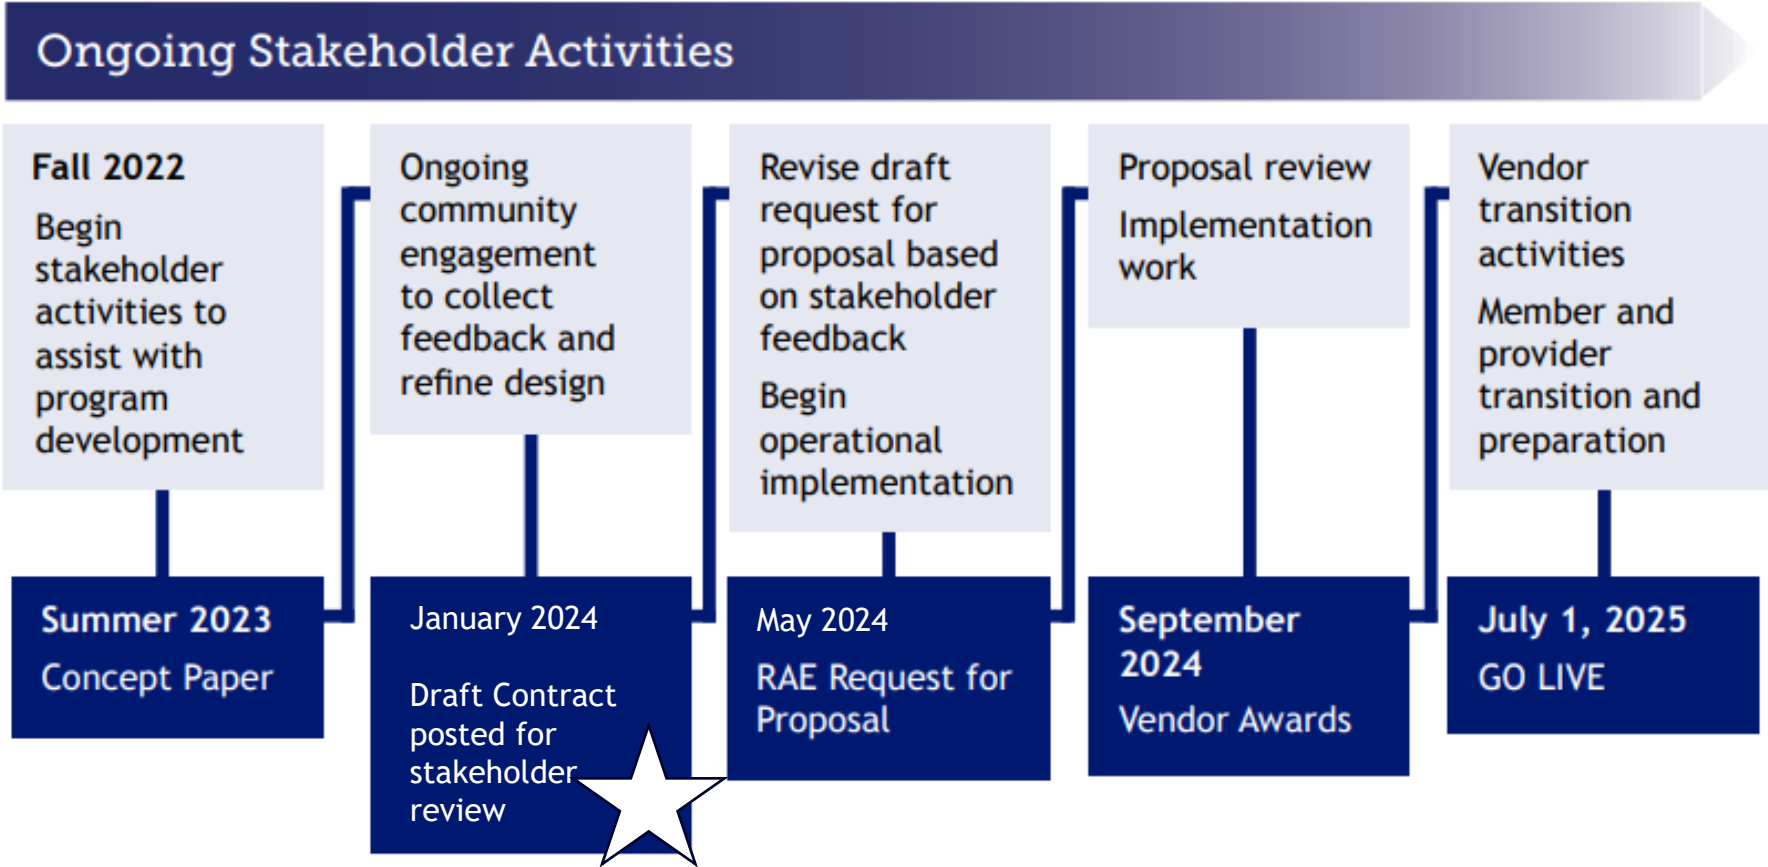 Ongoing Stakeholder Activities
Fall 2022
Begin
stakeholder
activities to
assist with
program
development
Summer 2023
Concept Paper
Ongoing
community
engagement
to collect
feedback and
refine design
January 2024
Draft Contract
posted for
stakeholder
review
Revise draft
request for
proposal based
on stakeholder
feedback
Begin
operational
implementation
May 2024
RAE Request for
Proposal
Proposal review
Implementation
work
September
2024
Vendor Awards
Vendor
transition
activities
Member and
provider
transition and
preparation
July 1, 2025
GO LIVE